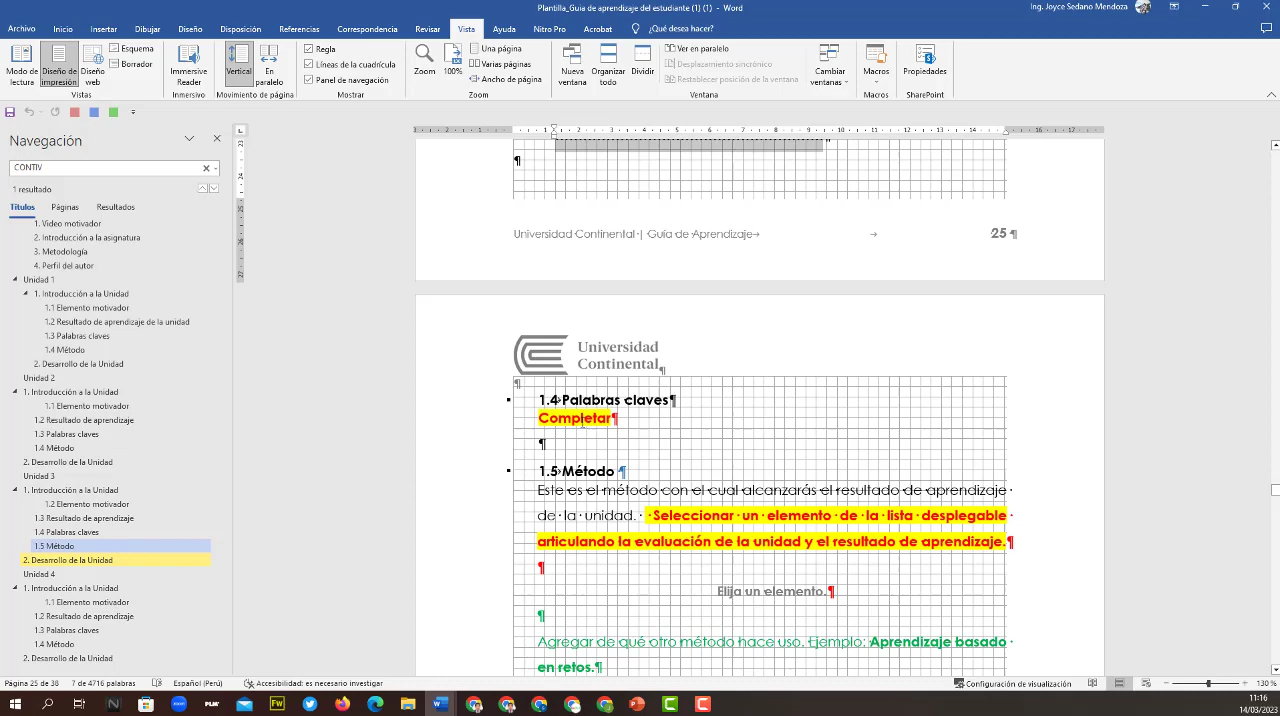 Plantilla_Guia de aprendizaje del estudiante (1) (1) - Word
Ing. Joyce Sedano Mendoza
Archivo Inicio Insertar Dibujar Diseño Disposición Referencias Correspondencia Revisar Vista Ayuda Nitro Pro Acrobat ¿Qué desea hacer?
Modo de lectura
Diseño de impresión
Diseño web
Esquema
Borrador
Vistas
Immersive Reader
Inmersivo
Vertical
En paralelo
Movimiento de página
Regla
Líneas de la cuadrícula
Panel de navegación
Mostrar
Zoom
100%
Una página
Varias páginas
Ancho de página
Zoom
Nueva ventana
Organizar todo
Dividir
Ver en paralelo
Desplazamiento sincrónico
Restablecer posición de la ventana
Ventana
Cambiar ventanas
Macros
Macros
Propiedades
SharePoint
Navegación
CONTIV
1 resultado
Títulos Páginas Resultados
1. Video motivador
2. Introducción a la asignatura
3. Metodología
4. Perfil del autor
Unidad 1
1. Introducción a la Unidad
1.1 Elemento motivador
1.2 Resultado de aprendizaje de la unidad
1.3 Palabras claves
1.4 Método
2. Desarrollo de la Unidad
Unidad 2
1. Introducción a la Unidad
1.1 Elemento motivador
1.2 Resultado de aprendizaje
1.3 Palabras claves
1.4 Método
2. Desarrollo de la Unidad
Unidad 3
1. Introducción a la Unidad
1.2 Elemento motivador
1.3 Resultado de aprendizaje
1.4 Palabras claves
1.5 Método
2. Desarrollo de la Unidad
Unidad 4
1. Introducción a la Unidad
1.1 Elemento motivador
1.2 Resultado de aprendizaje
1.3 Palabras claves
1.4 Método
2. Desarrollo de la Unidad
Universidad Continental | Guía de Aprendizaje 25
Universidad
Continental
1.4 Palabras claves
Completar
1.5 Método
Este es el método con el cual alcanzarás el resultado de aprendizaje
de la unidad. Seleccionar un elemento de la lista desplegable
articulando la evaluación de la unidad y el resultado de aprendizaje.
Elija un elemento.
Agregar de qué otro método hace uso. Ejemplo: Aprendizaje basado
en retos.
Página 25 de 38 7 de 4716 palabras Español (Perú) Accesibilidad: es necesario investigar Configuración de visualización 130 %
11:16
14/03/2023